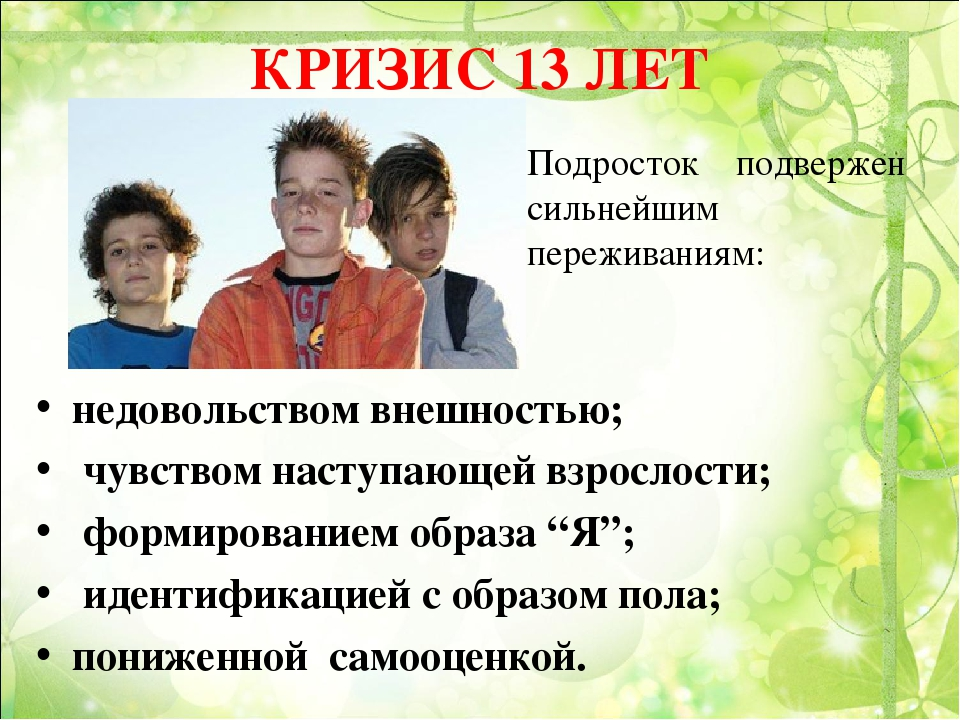 КРИЗИС 13 ЛЕТ
Подросток подвержен
сильнейшим
переживаниям:
• недовольством внешностью;
• чувством наступающей взрослости;
• формированием образа “Я”;
• идентификацией с образом пола;
• пониженной самооценкой.